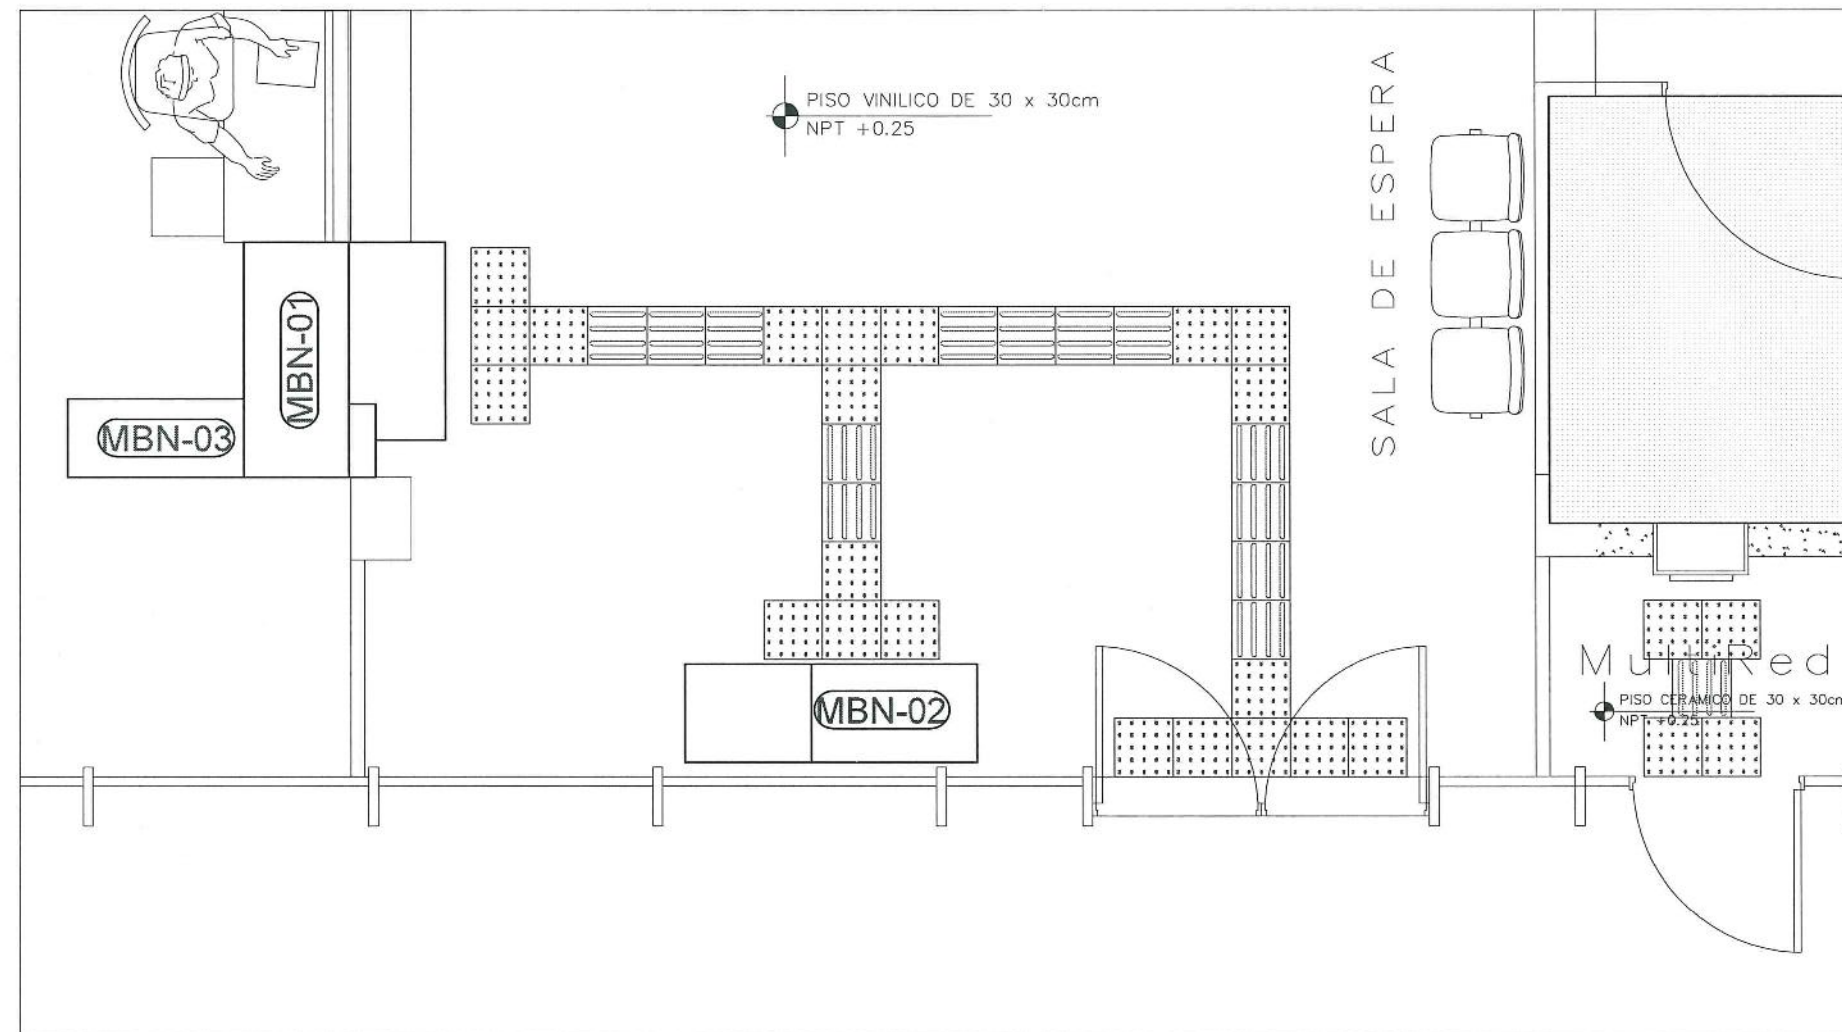 PISO VINILICO DE 30 x 30cm
NPT +0.25
SALA DE ESPERA
MBN-01
MBN-03
MBN-02
MultiRed
PISO CERAMICO DE 30 x 30cm
NPT +0.25